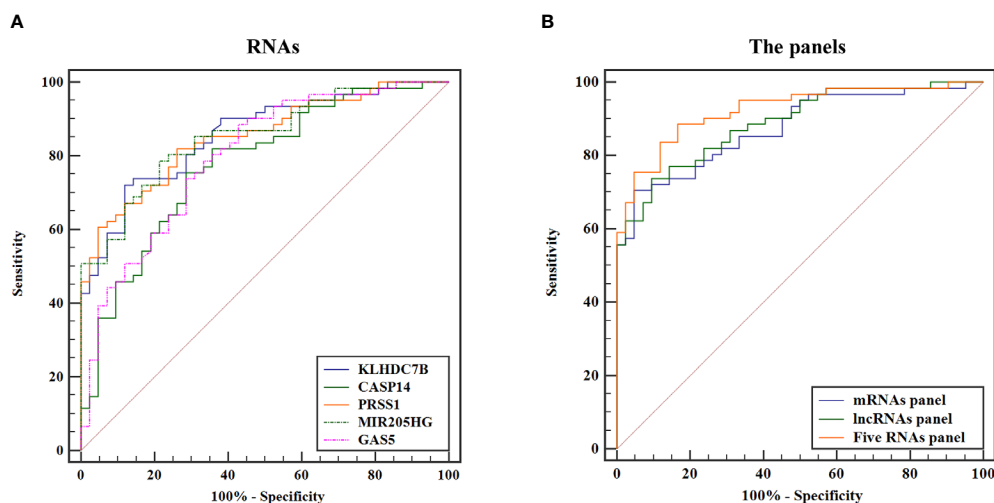 A
RNAs
100
80
60
40
20
0
Sensitivity
0 20 40 60 80 100
100% - Specificity
KLHDC7B
CASP14
PRSS1
MIR205HG
GAS5
B
The panels
100
80
60
40
20
0
Sensitivity
0 20 40 60 80 100
100% - Specificity
mRNAs panel
lncRNAs panel
Five RNAs panel